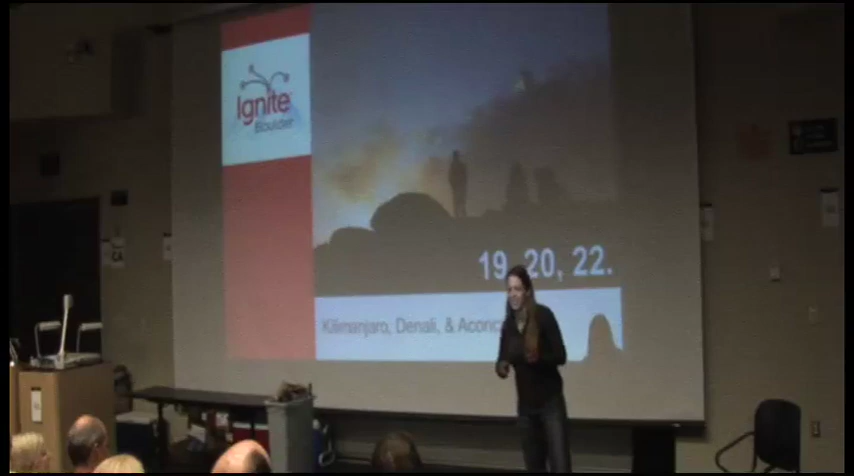 Ignite
Boulder
19, 20, 22.
Kilimanjaro, Denali, & Aconc